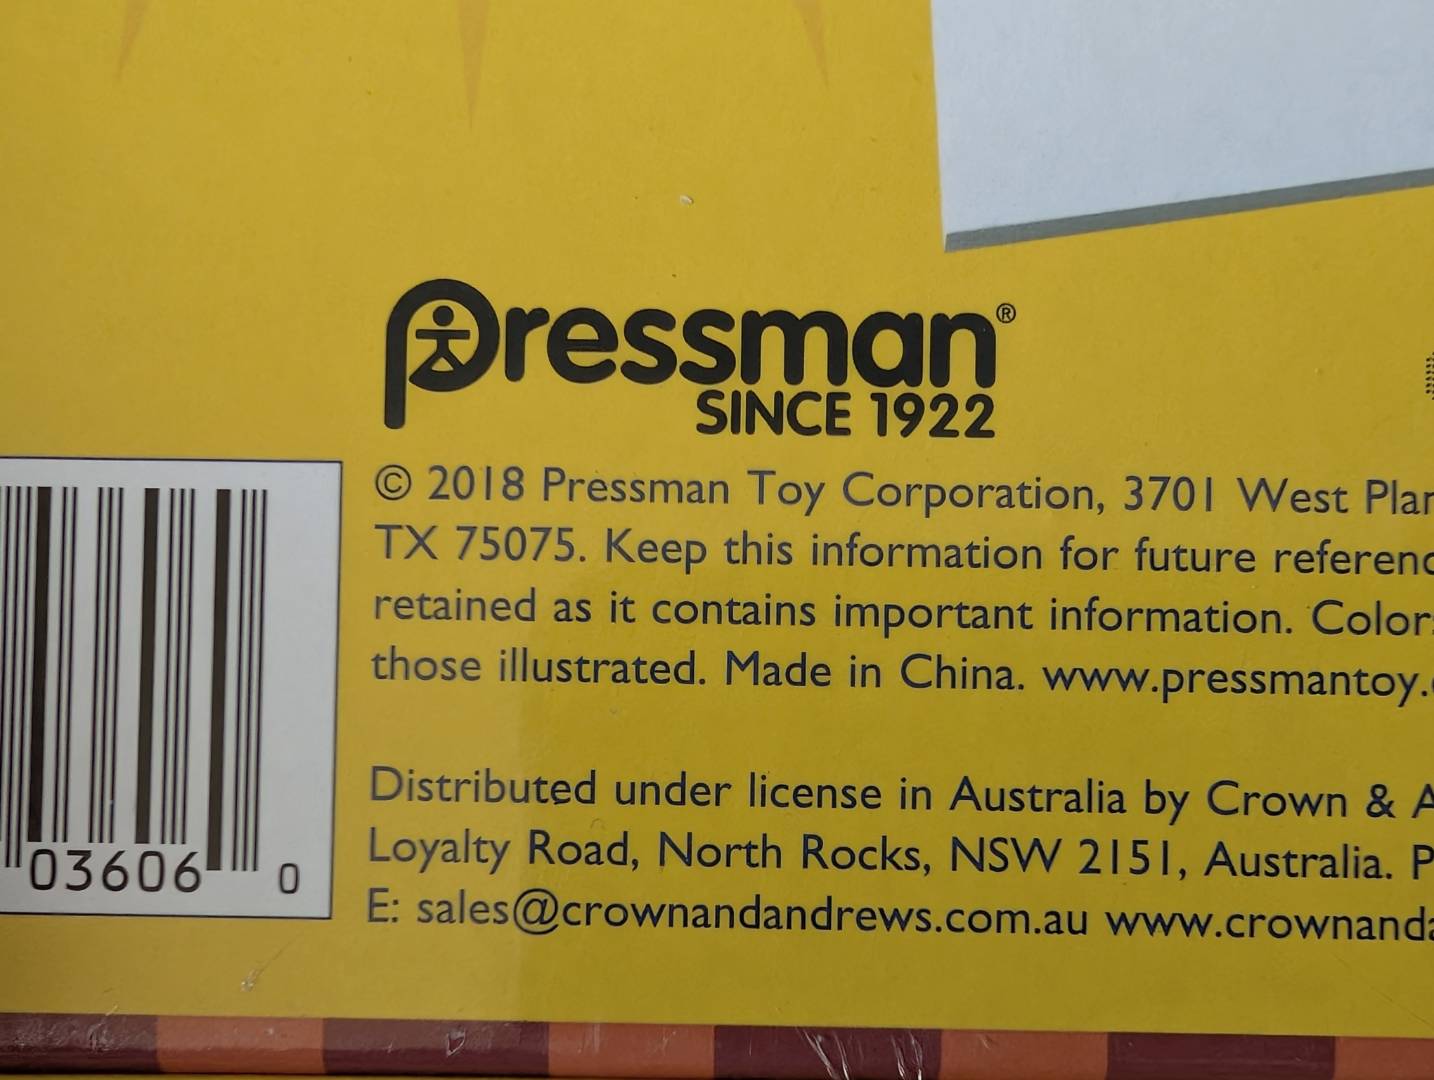 Pressman®
SINCE 1922
© 2018 Pressman Toy Corporation, 3701 West
TX 75075. Keep this information for future
retained as it contains important information.
those illustrated. Made in China. www.pressmantoy.
Distributed under license in Australia by Crown &
Loyalty Road, North Rocks, NSW 2151, Australia.
E: sales@crownandandrews.com.au
03606 0